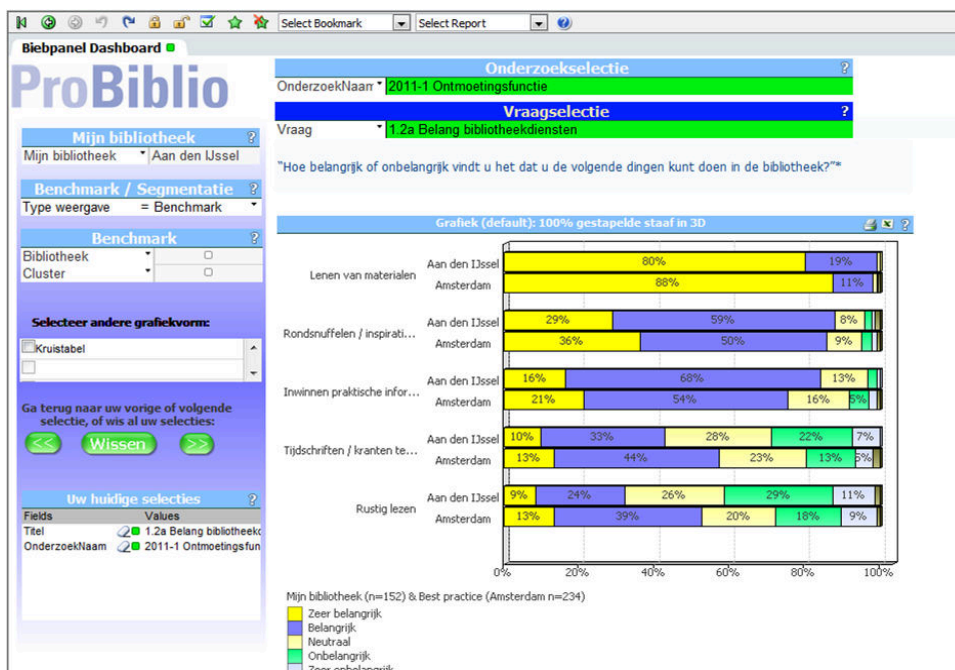 Select Bookmark Select Report
Biebpanel Dashboard
ProBiblio
Onderzoekselectie ?
OnderzoekNaam 2011-1 Ontmoetingsfunctie
Vraagselectie ?
Vraag 1.2a Belang bibliotheekdiensten
"Hoe belangrijk of onbelangrijk vindt u het dat u de volgende dingen kunt doen in de bibliotheek?"*
Mijn bibliotheek ?
Mijn bibliotheek Aan den IJssel
Benchmark / Segmentatie ?
Type weergave = Benchmark
Benchmark ?
Bibliotheek
Cluster
Selecteer andere grafiekvorm:
Kruistabel
Ga terug naar uw vorige of volgende
selectie, of wis al uw selecties:
<< Wissen >>
Uw huidige selecties ?
Fields Values
Titel 1.2a Belang bibliotheekd
OnderzoekNaam 2011-1 Ontmoetingsfun
Grafiek (default): 100% gestapelde staaf in 3D ?
Lenen van materialen
Aan den IJssel 80% 19%
Amsterdam 88% 11%
Rondsnuffelen / inspirati...
Aan den IJssel 29% 59% 8%
Amsterdam 36% 50% 9%
Inwinnen praktische infor...
Aan den IJssel 16% 68% 13%
Amsterdam 21% 54% 16% 5%
Tijdschriften / kranten te...
Aan den IJssel 10% 33% 28% 22% 7%
Amsterdam 13% 44% 23% 13% 5%
Rustig lezen
Aan den IJssel 9% 24% 26% 29% 11%
Amsterdam 13% 39% 20% 18% 9%
0% 20% 40% 60% 80% 100%
Mijn bibliotheek (n=152) & Best practice (Amsterdam n=234)
Zeer belangrijk
Belangrijk
Neutraal
Onbelangrijk
Zeer onbelangrijk